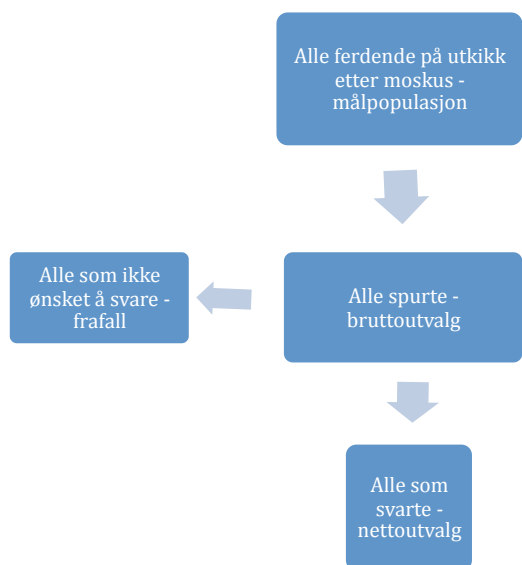 Alle ferdende på utkikk
etter moskus -
målpopulasjon
Alle som ikke
ønsket å svare -
frafall
Alle spurte -
bruttoutvalg
Alle som
svarte -
nettoutvalg